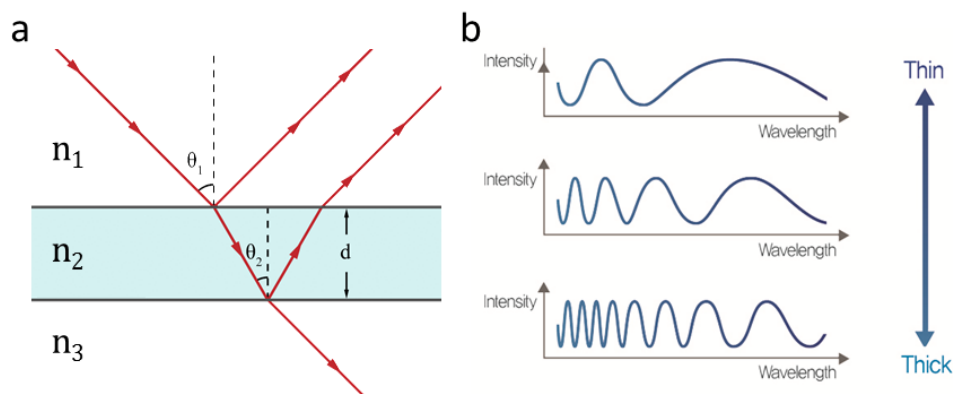 a
n1
θ1
n2
θ2
d
n3
b
Intensity
Wavelength
Intensity
Wavelength
Intensity
Wavelength
Thin
Thick